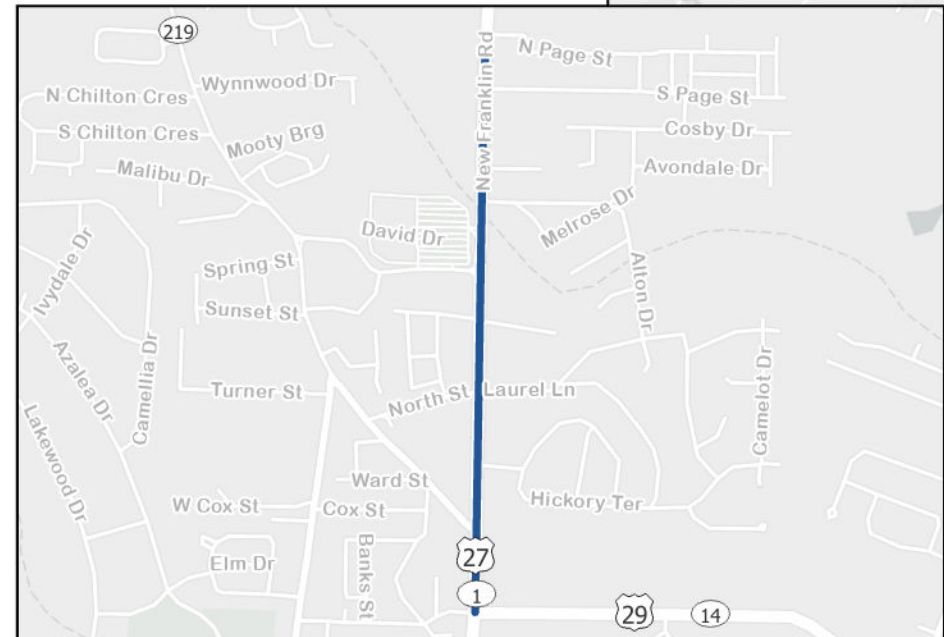 219
New Franklin Rd
N Page St
Wynnwood Dr
N Chilton Cres
S Page St
S Chilton Cres
Mooty Brg
Cosby Dr
Malibu Dr
Avondale Dr
Melrose Dr
David Dr
Ivydale Dr
Spring St
Alton Dr
Sunset St
Azalea Dr
Camellia Dr
Camelot Dr
Turner St
North St
Laurel Ln
Lakewood Dr
Ward St
Hickory Ter
W Cox St
Cox St
Banks St
Elm Dr
27
1
29
14